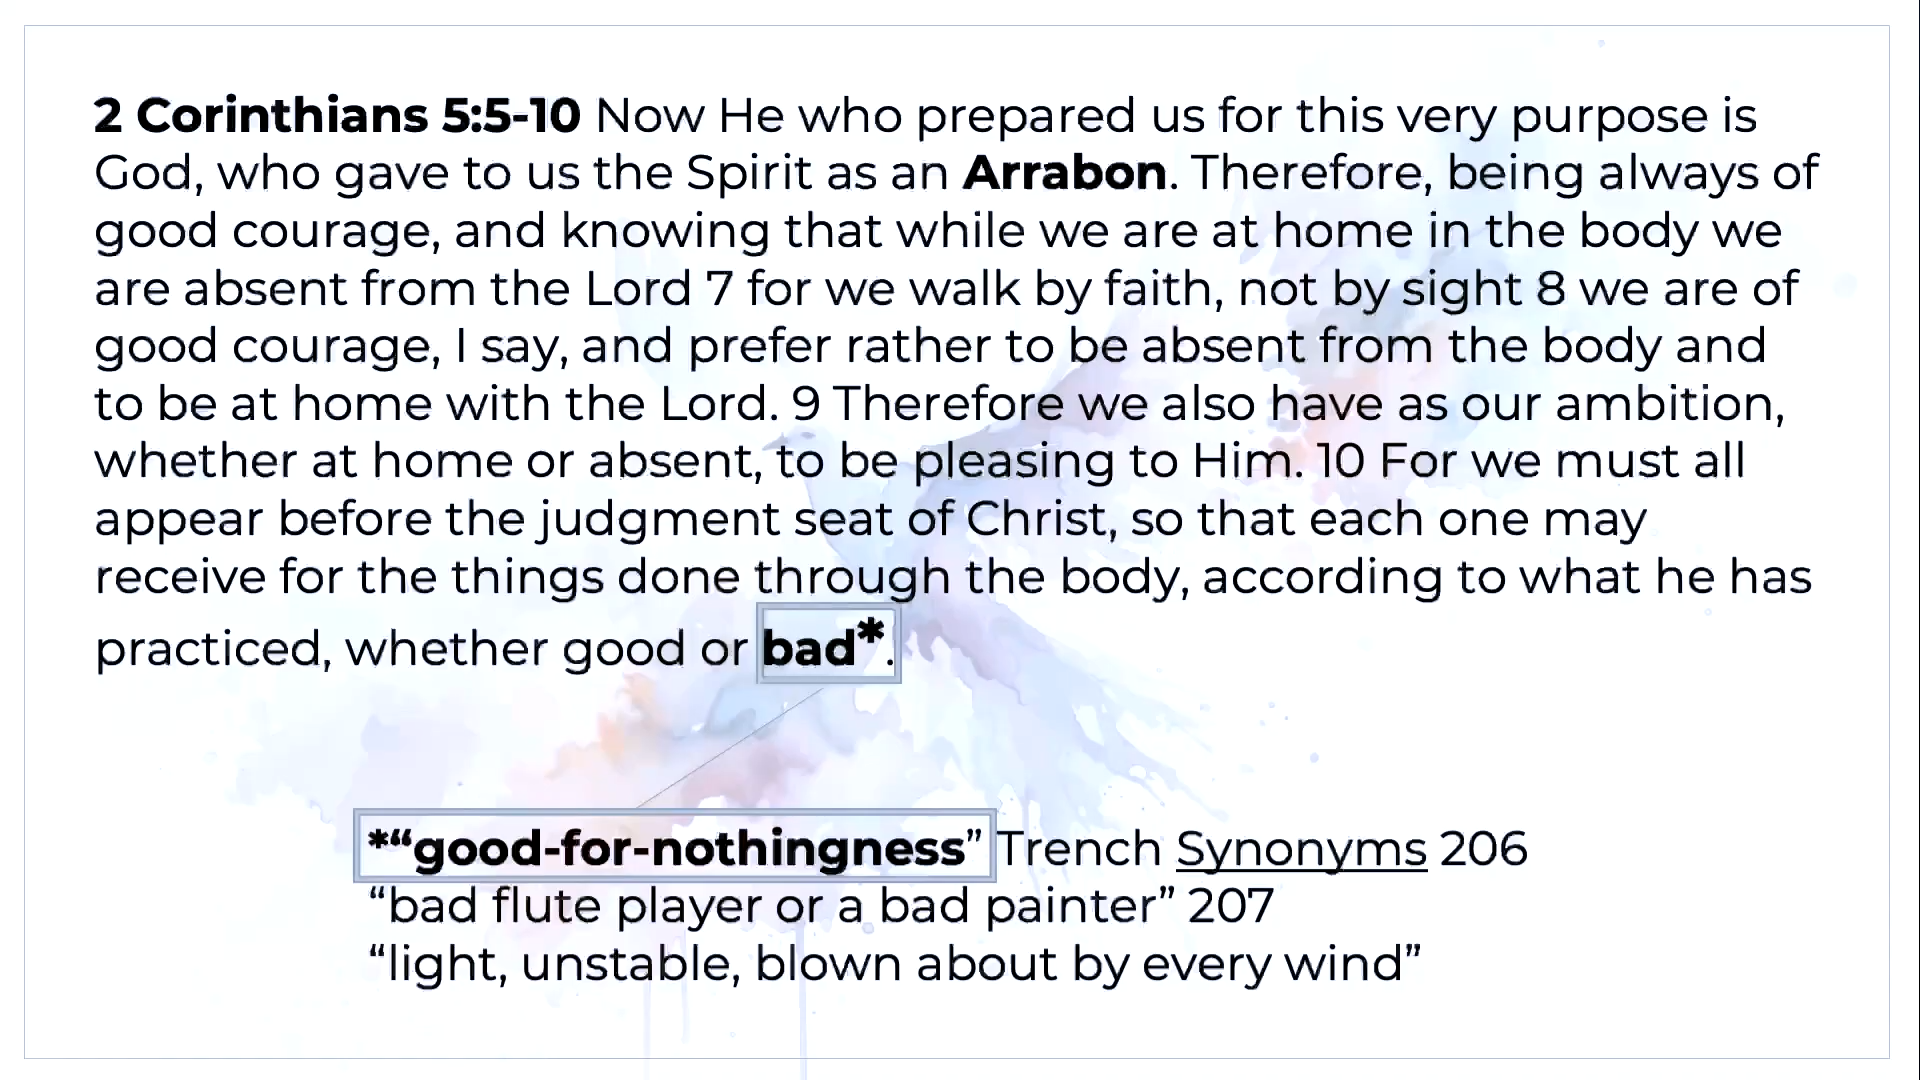 2 Corinthians 5:5-10 Now He who prepared us for this very purpose is
God, who gave to us the Spirit as an Arrabon. Therefore, being always of
good courage, and knowing that while we are at home in the body we
are absent from the Lord 7 for we walk by faith, not by sight 8 we are of
good courage, I say, and prefer rather to be absent from the body and
to be at home with the Lord. 9 Therefore we also have as our ambition,
whether at home or absent, to be pleasing to Him. 10 For we must all
appear before the judgment seat of Christ, so that each one may
receive for the things done through the body, according to what he has
practiced, whether good or bad*.
*“good-for-nothingness” Trench Synonyms 206
“bad flute player or a bad painter” 207
“light, unstable, blown about by every wind”